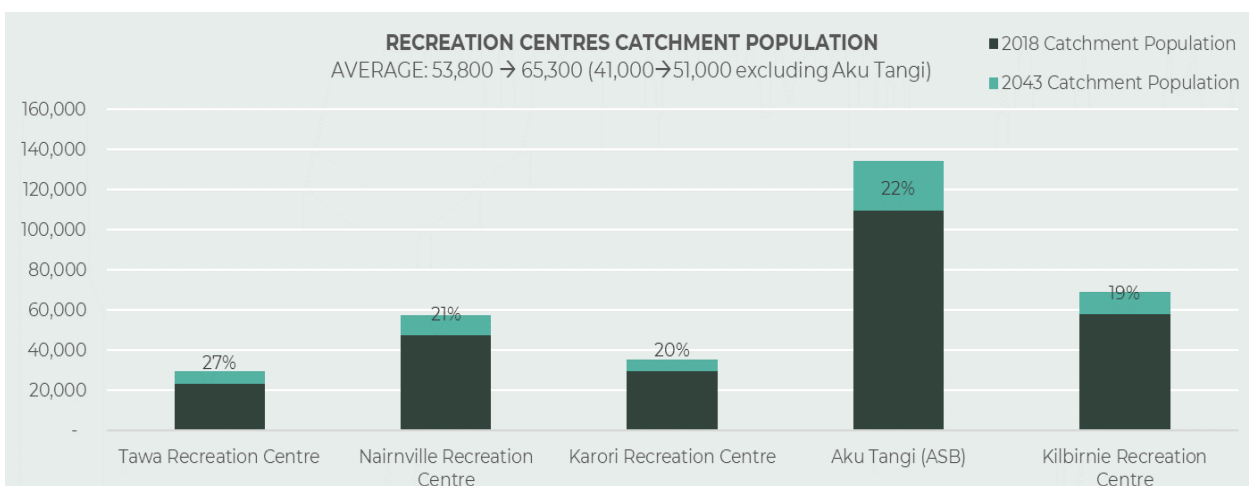 RECREATION CENTRES CATCHMENT POPULATION
AVERAGE: 53,800 → 65,300 (41,000→51,000 excluding Aku Tangi)
2018 Catchment Population
2043 Catchment Population
160,000
140,000
120,000
100,000
80,000
60,000
40,000
20,000
-
27%
21%
20%
22%
19%
Tawa Recreation Centre
Nairnville Recreation
Centre
Karori Recreation Centre
Aku Tangi (ASB)
Kilbirnie Recreation
Centre